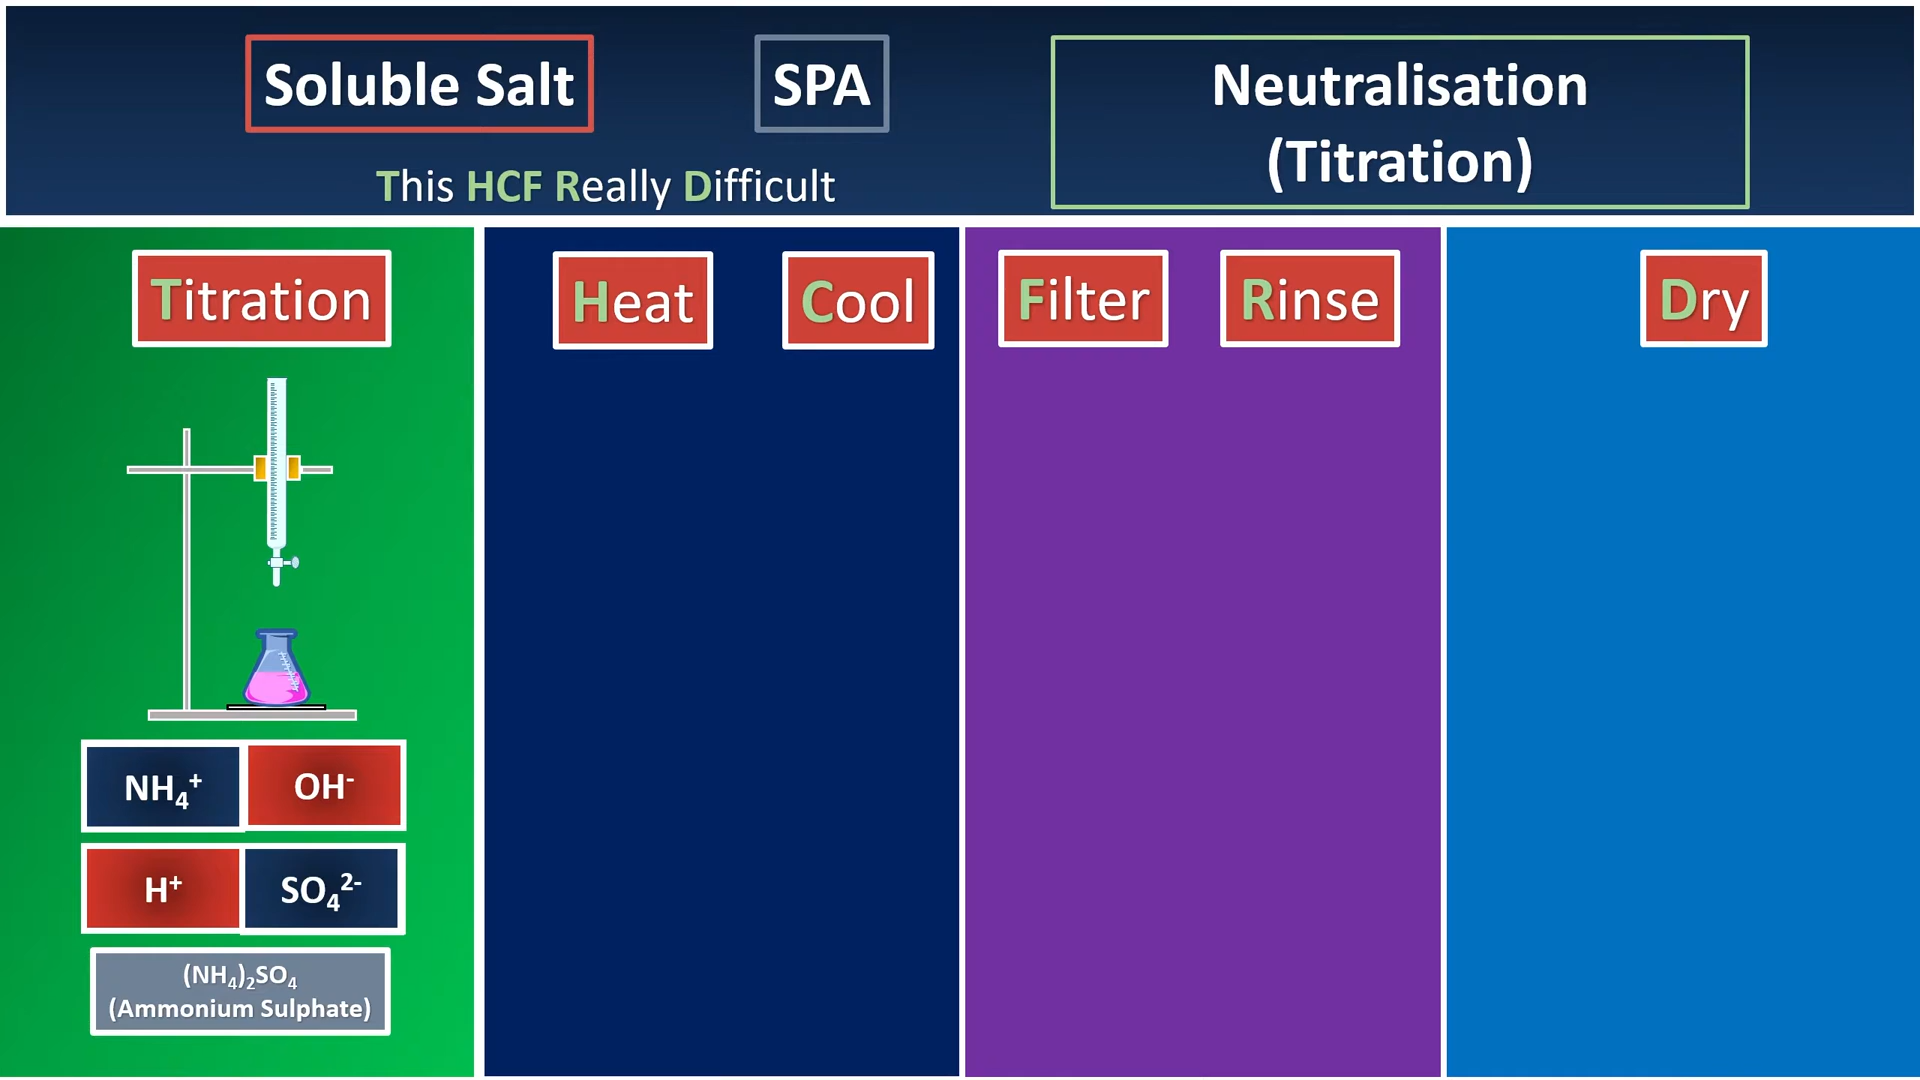 Soluble Salt
SPA
Neutralisation
(Titration)
This HCF Really Difficult
Titration
Heat
Cool
Filter
Rinse
Dry
NH₄⁺
OH⁻
H⁺
SO₄²⁻
(NH₄)₂SO₄
(Ammonium Sulphate)